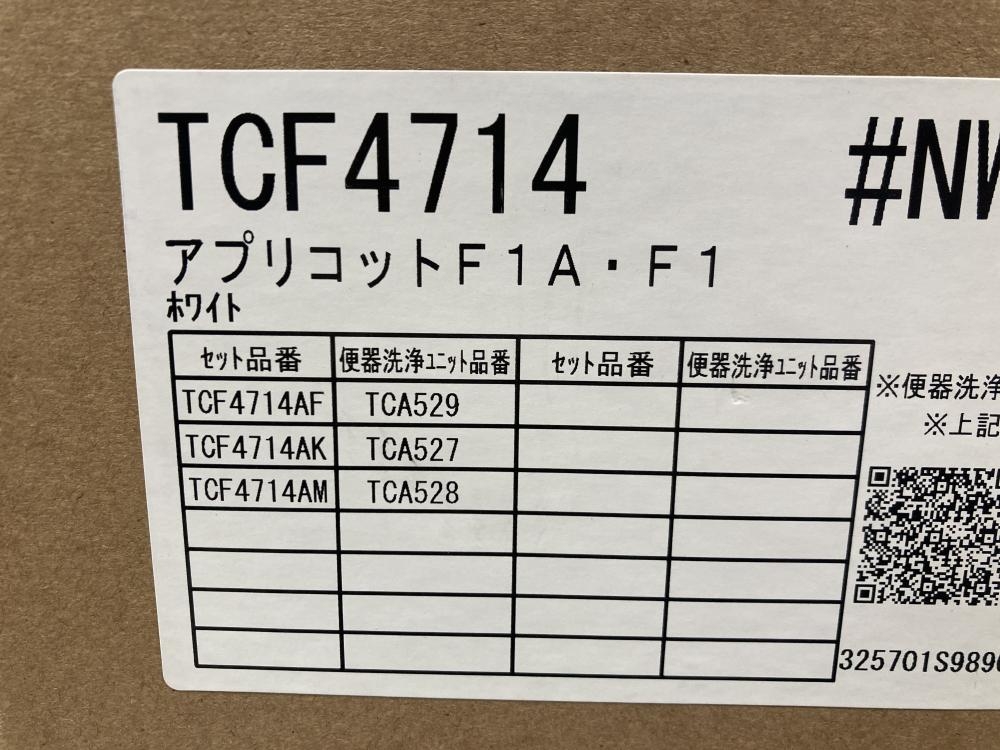 TCF4714 #NW
アプリコットF1A・F1
ホワイト
セット品番 便器洗浄ユニット品番 セット品番 便器洗浄ユニット品番
TCF4714AF TCA529
TCF4714AK TCA527
TCF4714AM TCA528
※便器洗浄
※上記
325701S989